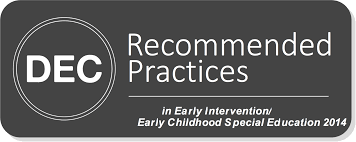 DEC
Recommended
Practices
in Early Intervention/
Early Childhood Special Education 2014